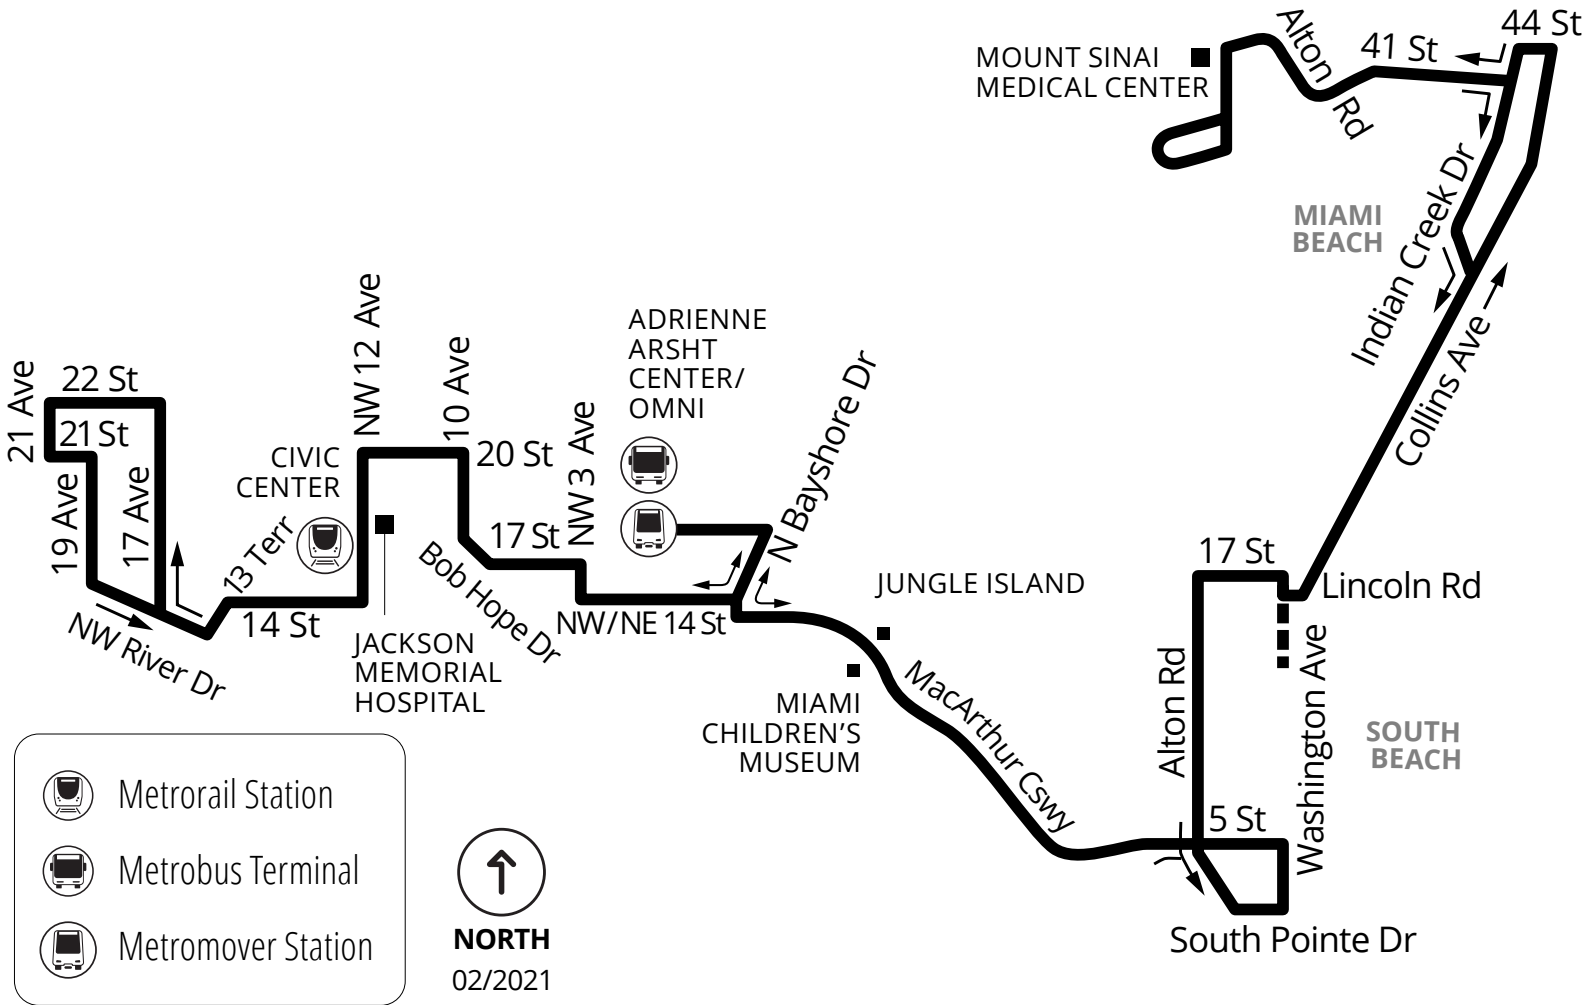 44 St
41 St
Alton
Rd
MOUNT SINAI
MEDICAL CENTER
Indian Creek Dr
MIAMI
BEACH
Collins Ave
21 Ave
22 St
21 St
19 Ave
17 Ave
NW River Dr
13 Terr
14 St
CIVIC
CENTER
NW 12 Ave
JACKSON
MEMORIAL
HOSPITAL
10 Ave
20 St
Bob Hope Dr
17 St
NW 3 Ave
NW/NE 14 St
ADRIENNE
ARSHT
CENTER/
OMNI
N Bayshore Dr
JUNGLE ISLAND
MIAMI
CHILDREN'S
MUSEUM
MacArthur Cswy
17 St
Lincoln Rd
Alton Rd
Washington Ave
SOUTH
BEACH
5 St
South Pointe Dr
Metrorail Station
Metrobus Terminal
Metromover Station
NORTH
02/2021